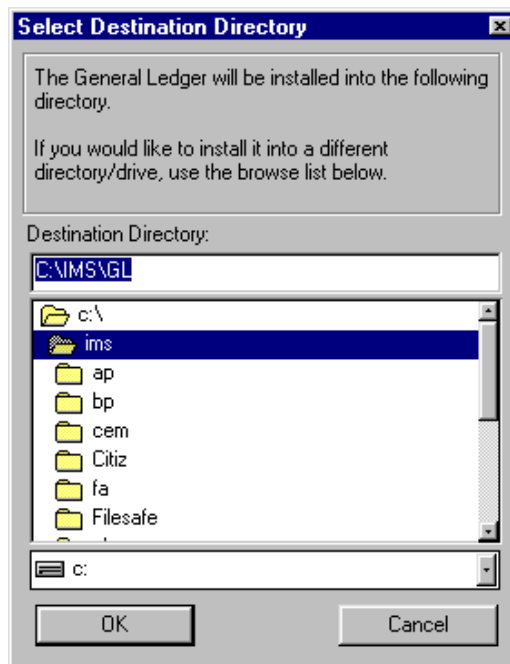 Select Destination Directory
The General Ledger will be installed into the following
directory.
If you would like to install it into a different
directory/drive, use the browse list below.
Destination Directory:
C:\IMS\GL
c:\
ims
ap
bp
cem
Citiz
fa
Filesafe
c:
OK
Cancel